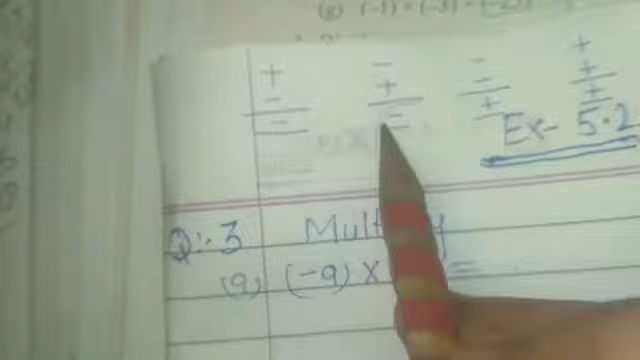 (g) (-1) × (-3) ×
+ - - +
- + - +
- - + +
Ex- 5.2
Q:- 3 Mult y
(a) (-9) × =